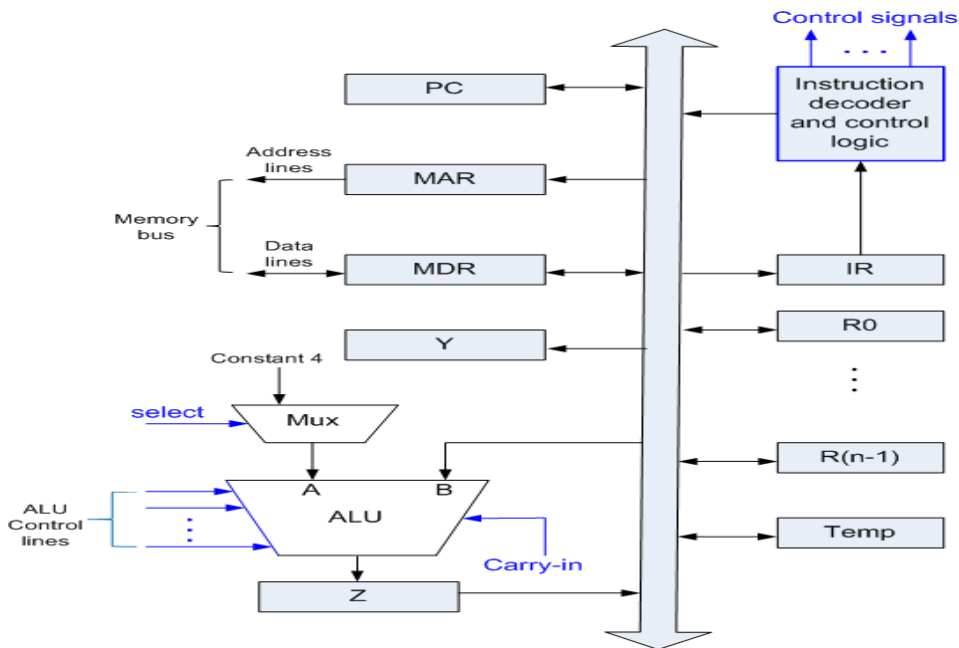 Control signals
. . .
PC
Instruction
decoder
and control
logic
Address
lines
MAR
Memory
bus
Data
lines
MDR
IR
R0
Y
Constant 4
select
Mux
R(n-1)
A
B
ALU
Control
lines
ALU
Temp
Carry-in
Z